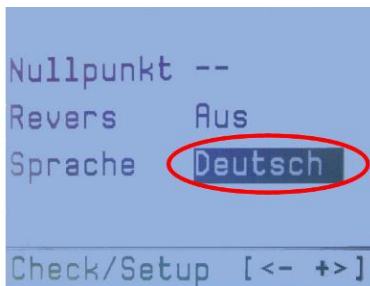 Nullpunkt --
Revers Aus
Sprache Deutsch
Check/Setup [<- +>]